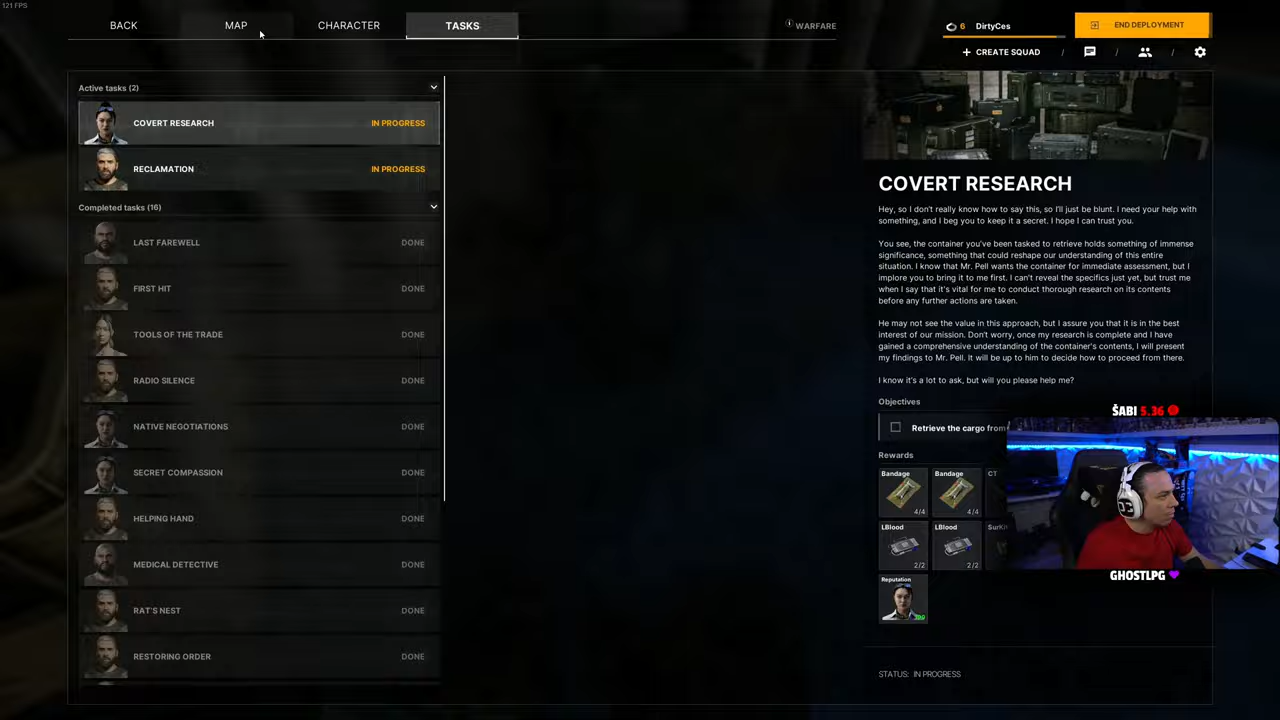 121 FPS
BACK
MAP
CHARACTER
TASKS
WARFARE
6 DirtyCes
END DEPLOYMENT
+ CREATE SQUAD / / /
Active tasks (2)
COVERT RESEARCH IN PROGRESS
RECLAMATION IN PROGRESS
Completed tasks (16)
LAST FAREWELL DONE
FIRST HIT DONE
TOOLS OF THE TRADE DONE
RADIO SILENCE DONE
NATIVE NEGOTIATIONS DONE
SECRET COMPASSION DONE
HELPING HAND DONE
MEDICAL DETECTIVE DONE
RAT'S NEST DONE
RESTORING ORDER DONE
COVERT RESEARCH
Hey, so I don't really know how to say this, so I'll just be blunt. I need your help with
something, and I beg you to keep it a secret. I hope I can trust you.
You see, the container you've been tasked to retrieve holds something of immense
significance, something that could reshape our understanding of this entire
situation. I know that Mr. Pell wants the container for immediate assessment, but I
implore you to bring it to me first. I can't reveal the specifics just yet, but trust me
when I say that it's vital for me to conduct thorough research on its contents
before any further actions are taken.
He may not see the value in this approach, but I assure you that it is in the best
interest of our mission. Don't worry, once my research is complete and I have
gained a comprehensive understanding of the container's contents, I will present
my findings to Mr. Pell. It will be up to him to decide how to proceed from there.
I know it's a lot to ask, but will you please help me?
Objectives
Retrieve the cargo from
Rewards
Bandage 4/4
Bandage 4/4
CT
LBlood 2/2
LBlood 2/2
SurKi
Reputation
STATUS: IN PROGRESS
ŠABI 5.36
GHOSTLPG